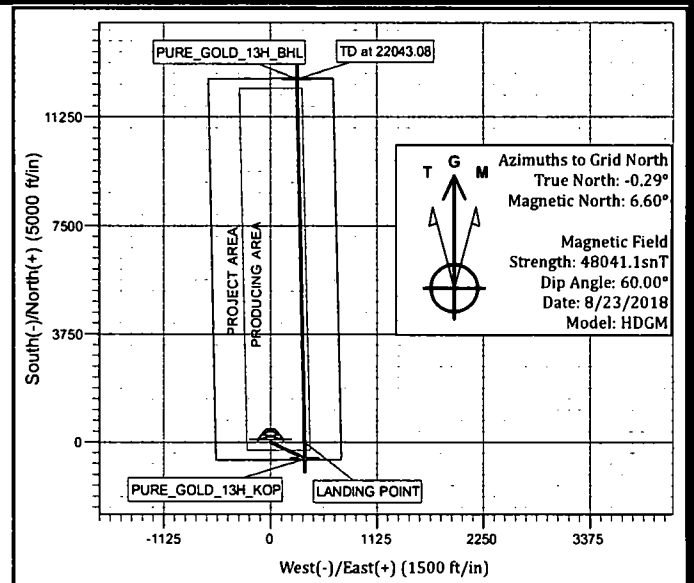 PURE_GOLD_13H_BHL
TD at 22043.08
11250
7500
3750
0
South(-)/North(+) (5000 ft/in)
PROJECT AREA
PRODUCING AREA
T G M
Azimuths to Grid North
True North: -0.29°
Magnetic North: 6.60°
Magnetic Field
Strength: 48041.1snT
Dip Angle: 60.00°
Date: 8/23/2018
Model: HDGM
PURE_GOLD_13H_KOP
LANDING POINT
-1125
0
1125
2250
3375
West(-)/East(+) (1500 ft/in)